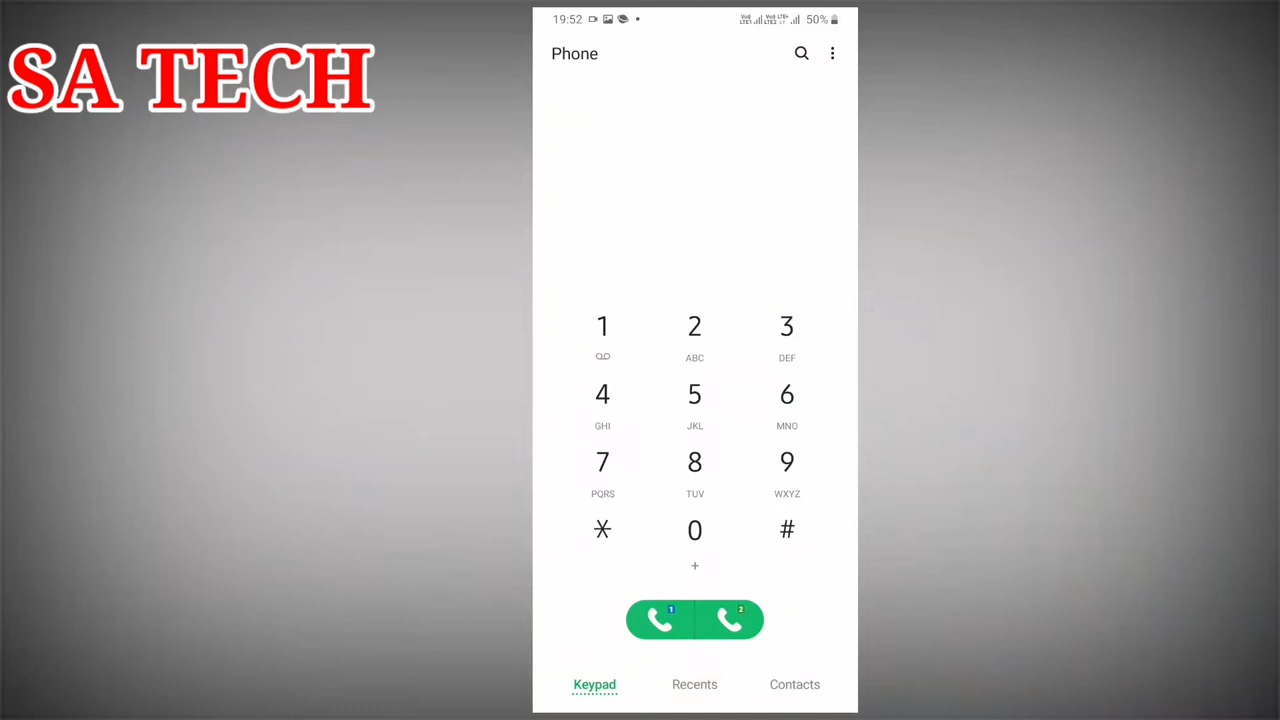 SA TECH
19:52
50%
Phone
1 2 3
ABC DEF
4 5 6
GHI JKL MNO
7 8 9
PQRS TUV WXYZ
* 0 #
+
1 2
Keypad Recents Contacts